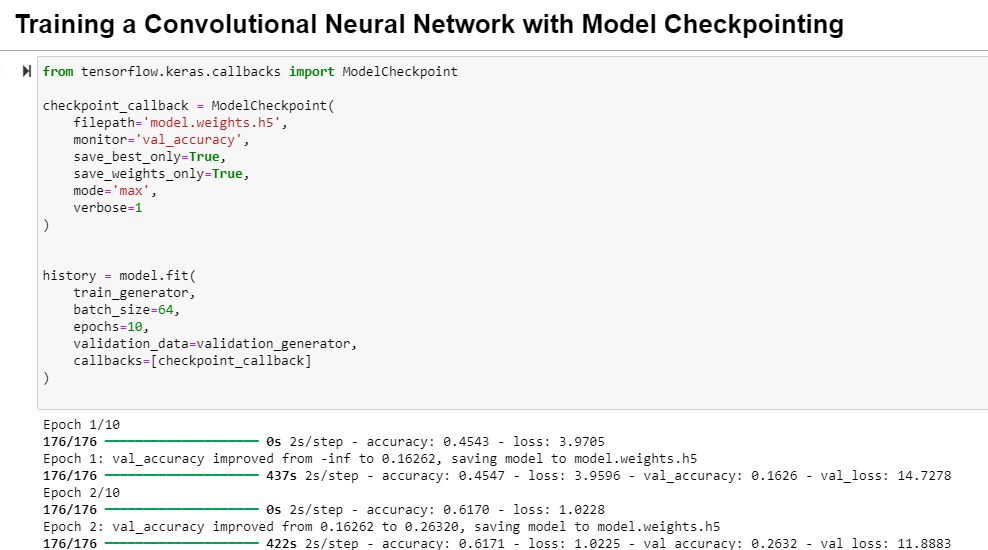 Training a Convolutional Neural Network with Model Checkpointing
from tensorflow.keras.callbacks import ModelCheckpoint
checkpoint_callback = ModelCheckpoint(
    filepath='model.weights.h5',
    monitor='val_accuracy',
    save_best_only=True,
    save_weights_only=True,
    mode='max',
    verbose=1
)
history = model.fit(
    train_generator,
    batch_size=64,
    epochs=10,
    validation_data=validation_generator,
    callbacks=[checkpoint_callback]
)
Epoch 1/10
176/176 0s 2s/step - accuracy: 0.4543 - loss: 3.9705
Epoch 1: val_accuracy improved from -inf to 0.16262, saving model to model.weights.h5
176/176 437s 2s/step - accuracy: 0.4547 - loss: 3.9596 - val_accuracy: 0.1626 - val_loss: 14.7278
Epoch 2/10
176/176 0s 2s/step - accuracy: 0.6170 - loss: 1.0228
Epoch 2: val_accuracy improved from 0.16262 to 0.26320, saving model to model.weights.h5
176/176 422s 2s/step - accuracy: 0.6171 - loss: 1.0225 - val_accuracy: 0.2632 - val_loss: 11.8883